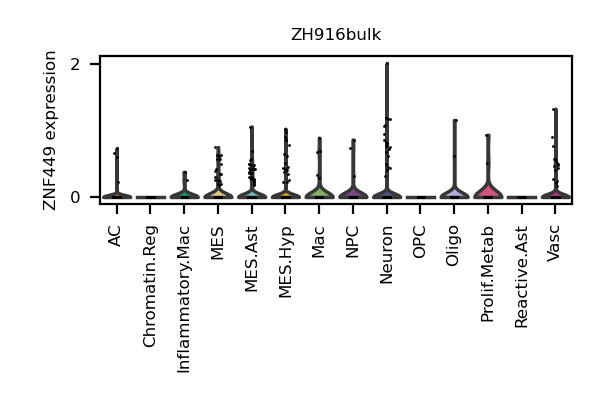 ZH916bulk
ZNF449 expression
2
0
AC
Chromatin.Reg
Inflammatory.Mac
MES
MES.Ast
MES.Hyp
Mac
NPC
Neuron
OPC
Oligo
Prolif.Metab
Reactive.Ast
Vasc